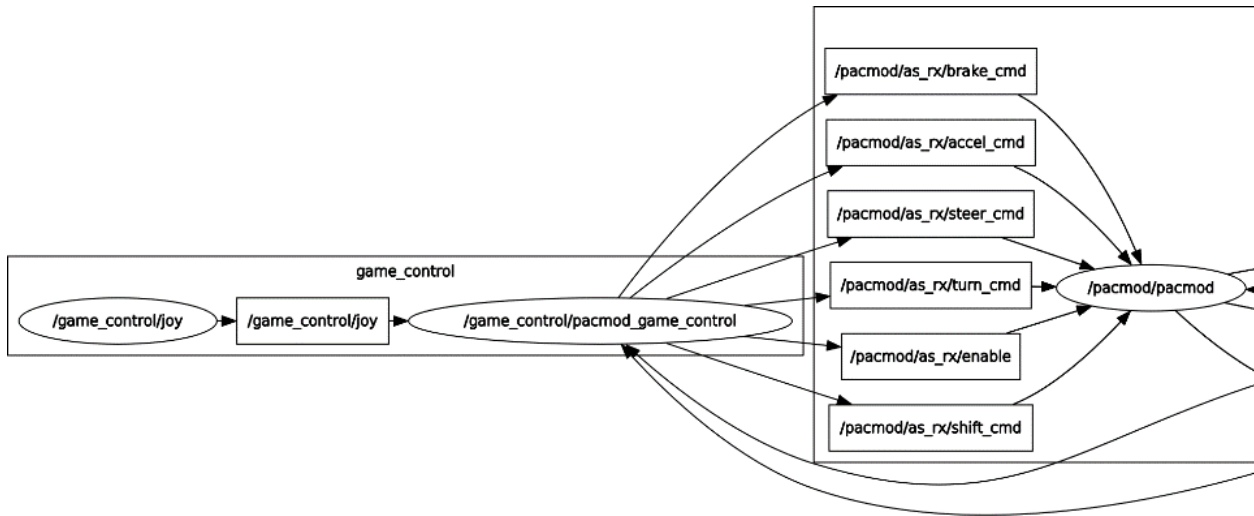 /pacmod/as_rx/brake_cmd
/pacmod/as_rx/accel_cmd
/pacmod/as_rx/steer_cmd
game_control
/game_control/joy
/game_control/joy
/game_control/pacmod_game_control
/pacmod/as_rx/turn_cmd
/pacmod/pacmod
/pacmod/as_rx/enable
/pacmod/as_rx/shift_cmd